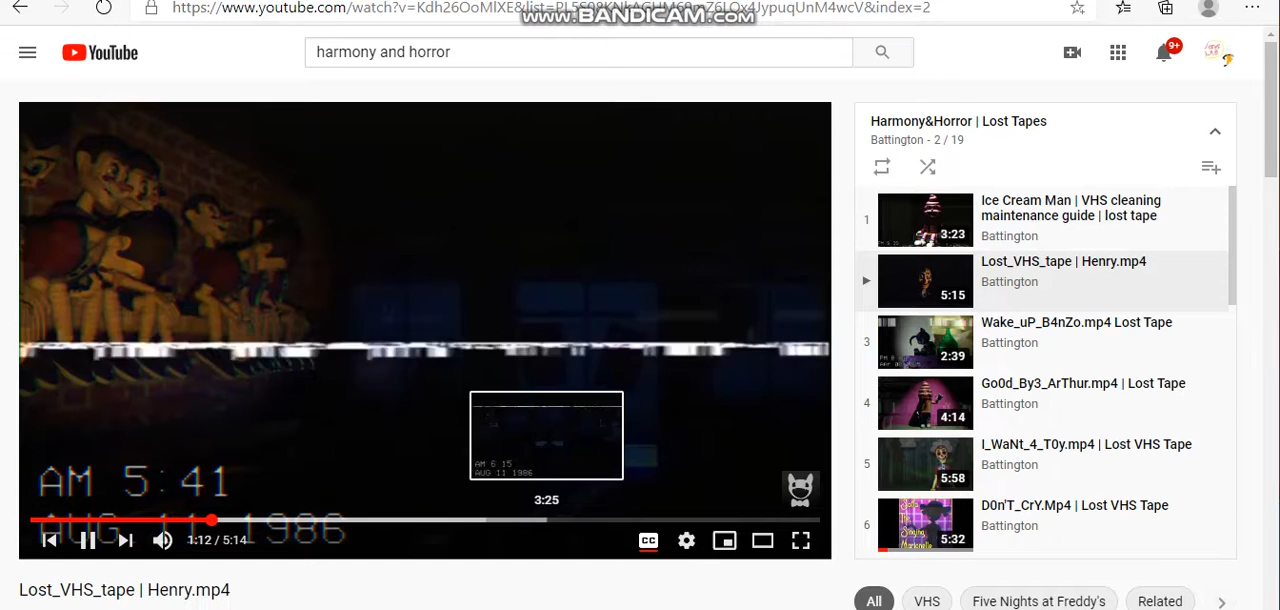 https://www.youtube.com/watch?v=Kdh26OoMlXE&list=PL5S08KNkAGHM69mZ6LOx4JypuqUnM4wcV&index=2
www.BANDICAM.com
YouTube
harmony and horror
9+
Harmony&Horror | Lost Tapes
Battington - 2 / 19
1
3:23
Ice Cream Man | VHS cleaning
maintenance guide | lost tape
Battington
5:15
Lost_VHS_tape | Henry.mp4
Battington
3
2:39
Wake_uP_B4nZo.mp4 Lost Tape
Battington
4
4:14
Go0d_By3_ArThur.mp4 | Lost Tape
Battington
5
5:58
I_WaNt_4_T0y.mp4 | Lost VHS Tape
Battington
6
5:32
D0n'T_CrY.Mp4 | Lost VHS Tape
Battington
AM 5:41
AUG 11 1986
AM 6 15
AUG 11 1986
3:25
1:12 / 5:14
CC
Lost_VHS_tape | Henry.mp4
All
VHS
Five Nights at Freddy's
Related